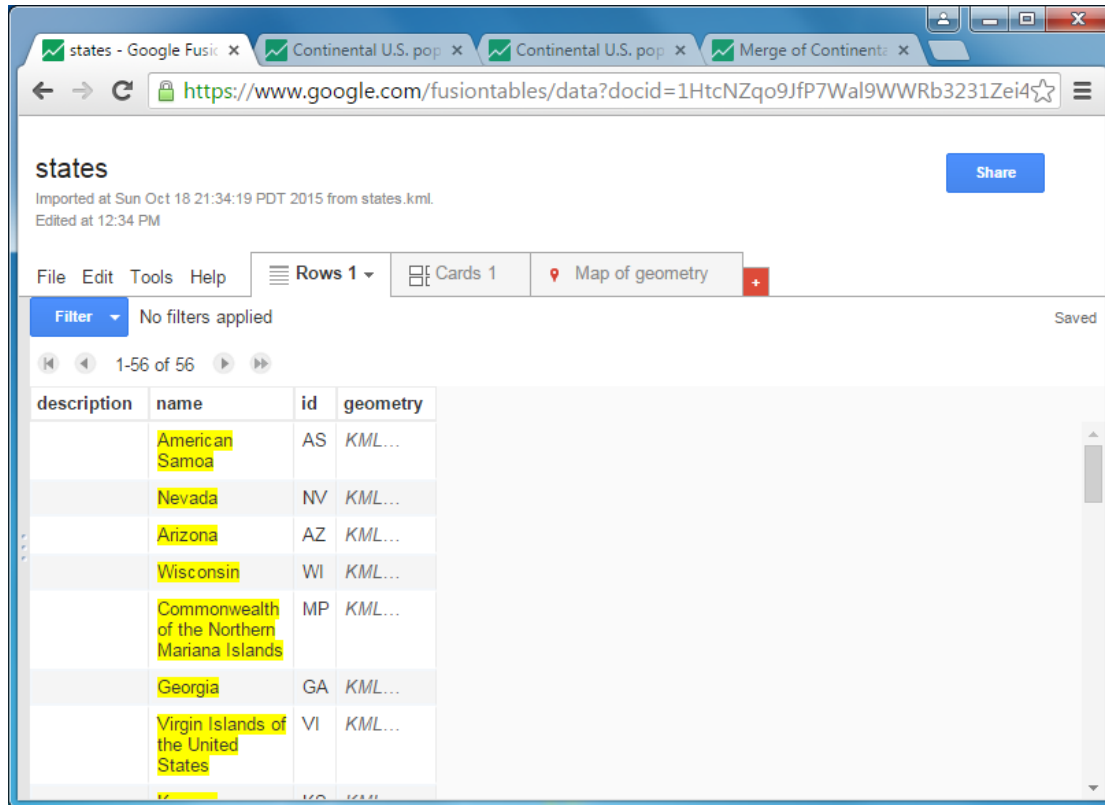 states - Google Fusic
Continental U.S. pop
Continental U.S. pop
Merge of Continenta
https://www.google.com/fusiontables/data?docid=1HtcNZqo9JfP7Wal9WWRb3231Zei4
states
Share
Imported at Sun Oct 18 21:34:19 PDT 2015 from states.kml.
Edited at 12:34 PM
File Edit Tools Help
Rows 1
Cards 1
Map of geometry
+
Filter
No filters applied
Saved
1-56 of 56
description name id geometry
American AS KML...
Samoa
Nevada NV KML...
Arizona AZ KML...
Wisconsin WI KML...
Commonwealth MP KML...
of the Northern
Mariana Islands
Georgia GA KML...
Virgin Islands of VI KML...
the United
States